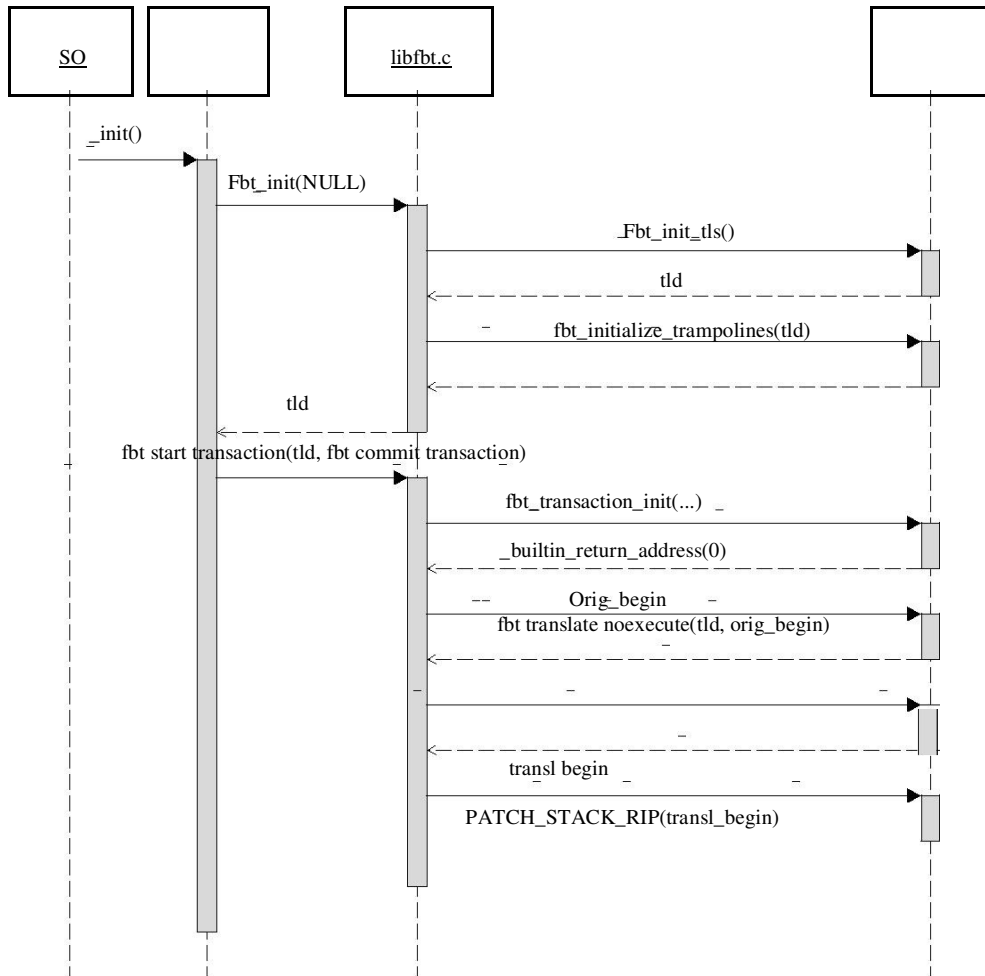 SO
libfbt.c
_init()
Fbt_init(NULL)
_Fbt_init_tls()
tld
fbt_initialize_trampolines(tld)
tld
fbt start transaction(tld, fbt commit transaction)
fbt_transaction_init(...)
_builtin_return_address(0)
Orig_begin
fbt translate noexecute(tld, orig_begin)
transl begin
PATCH_STACK_RIP(transl_begin)